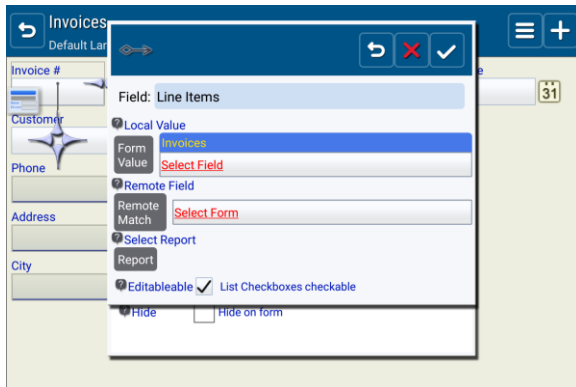 Invoices
Default Lar
Invoice #
e
31
Customer
Phone
Address
City
Field: Line Items
Local Value
Form Value
Invoices
Select Field
Remote Field
Remote Match
Select Form
Select Report
Report
Editableable
List Checkboxes checkable
Hide
Hide on form